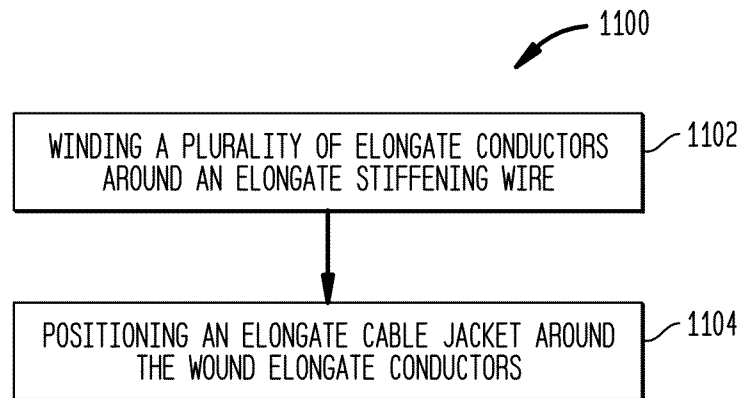 1100
WINDING A PLURALITY OF ELONGATE CONDUCTORS
AROUND AN ELONGATE STIFFENING WIRE
1102
POSITIONING AN ELONGATE CABLE JACKET AROUND
THE WOUND ELONGATE CONDUCTORS
1104